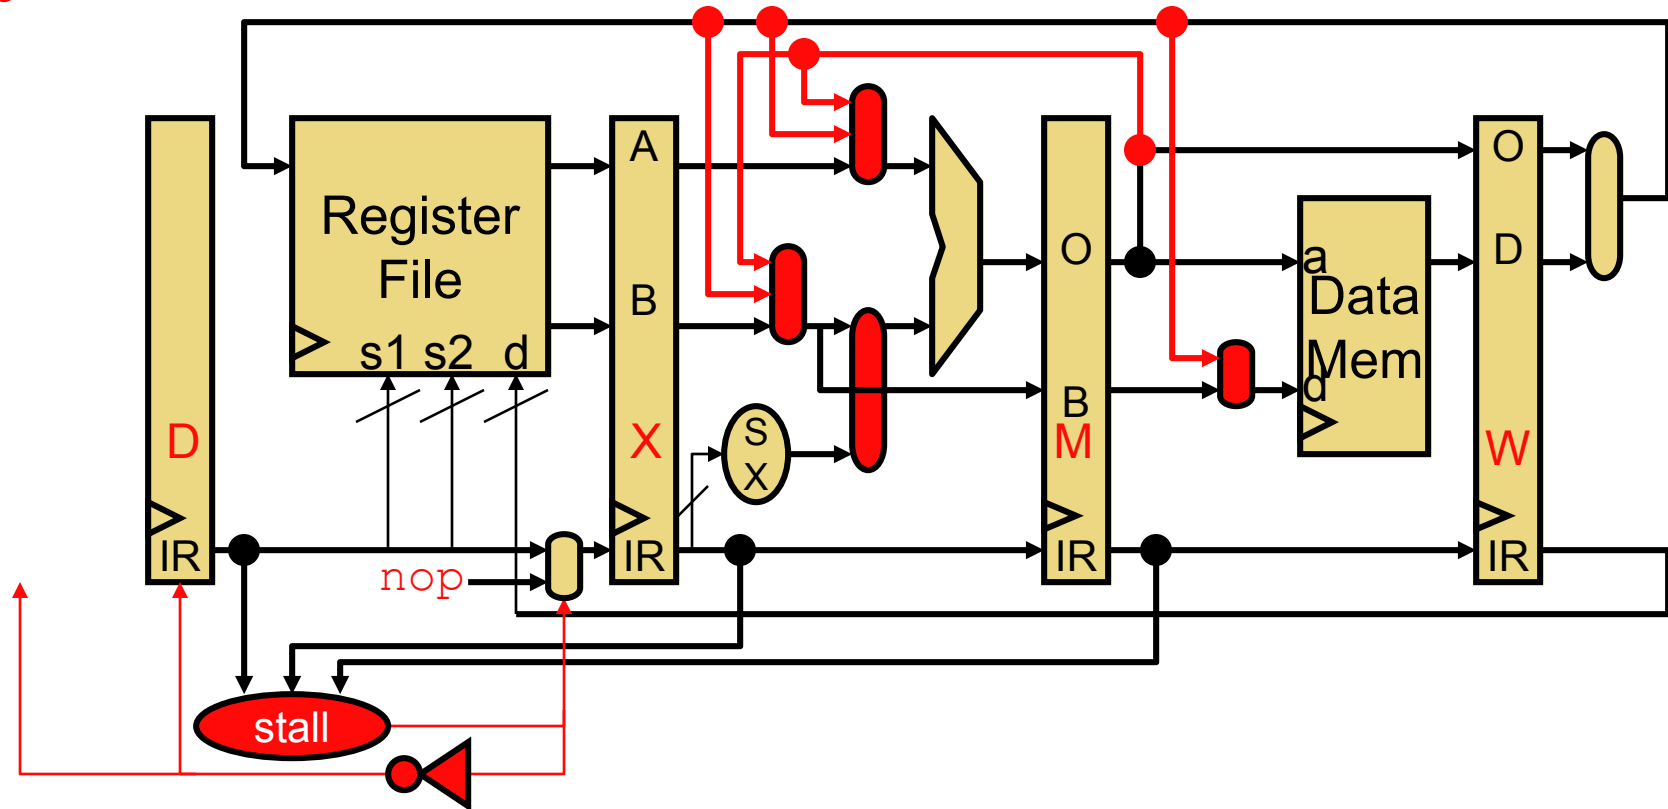 Register
File
s1 s2 d
D
IR
A
B
X
IR
nop
S
X
O
B
M
IR
a
Data
Mem
d
O
D
W
IR
stall